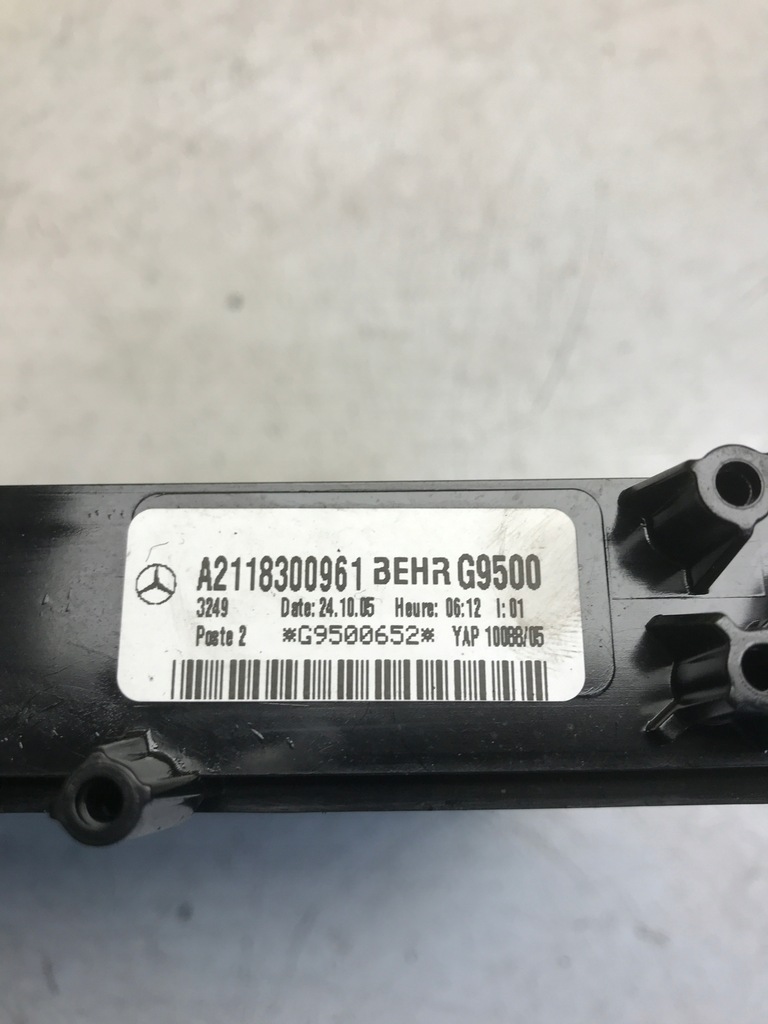 A2118300961 BEHR G9500
3249 Date: 24.10.05 Heure: 06:12 I: 01
Poste 2 *G9500652* YAP 10088/05